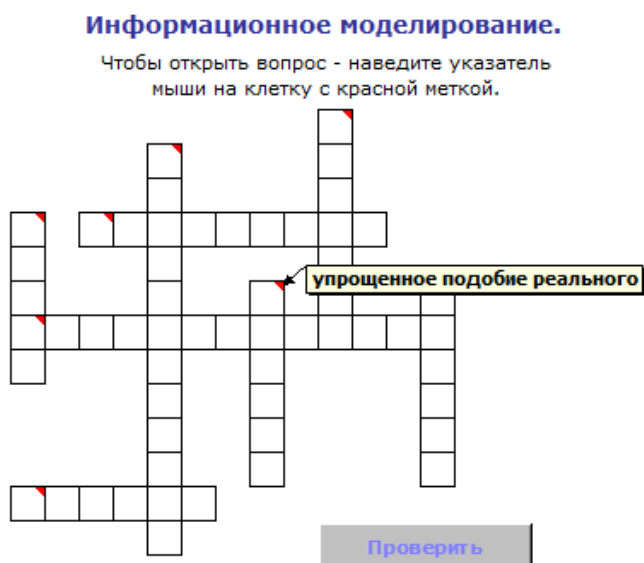 Информационное моделирование.
Чтобы открыть вопрос - наведите указатель
мыши на клетку с красной меткой.
упрощенное подобие реального
Проверить